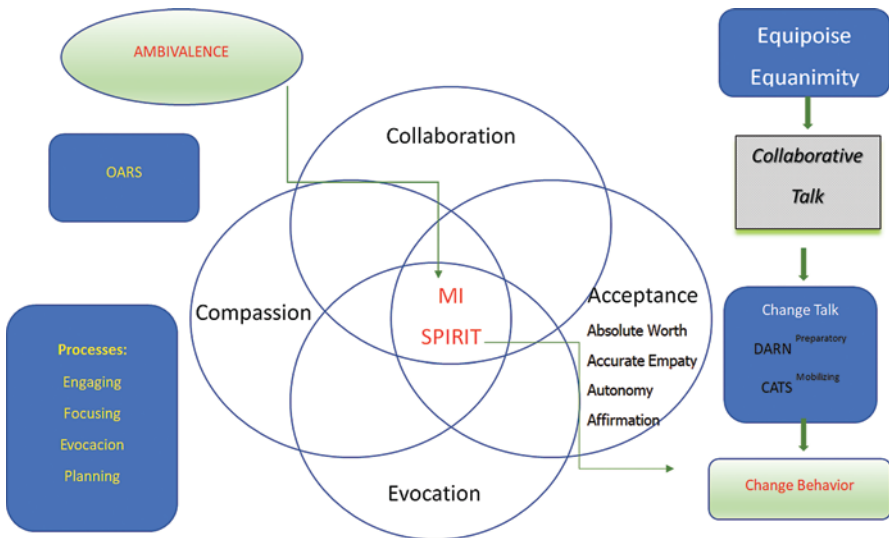 AMBIVALENCE
OARS
Processes:
Engaging
Focusing
Evocacion
Planning
Collaboration
Compassion
MI
SPIRIT
Acceptance
Absolute Worth
Accurate Empaty
Autonomy
Affirmation
Evocation
Equipoise
Equanimity
Collaborative
Talk
Change Talk
DARN Preparatory
CATS Mobilizing
Change Behavior